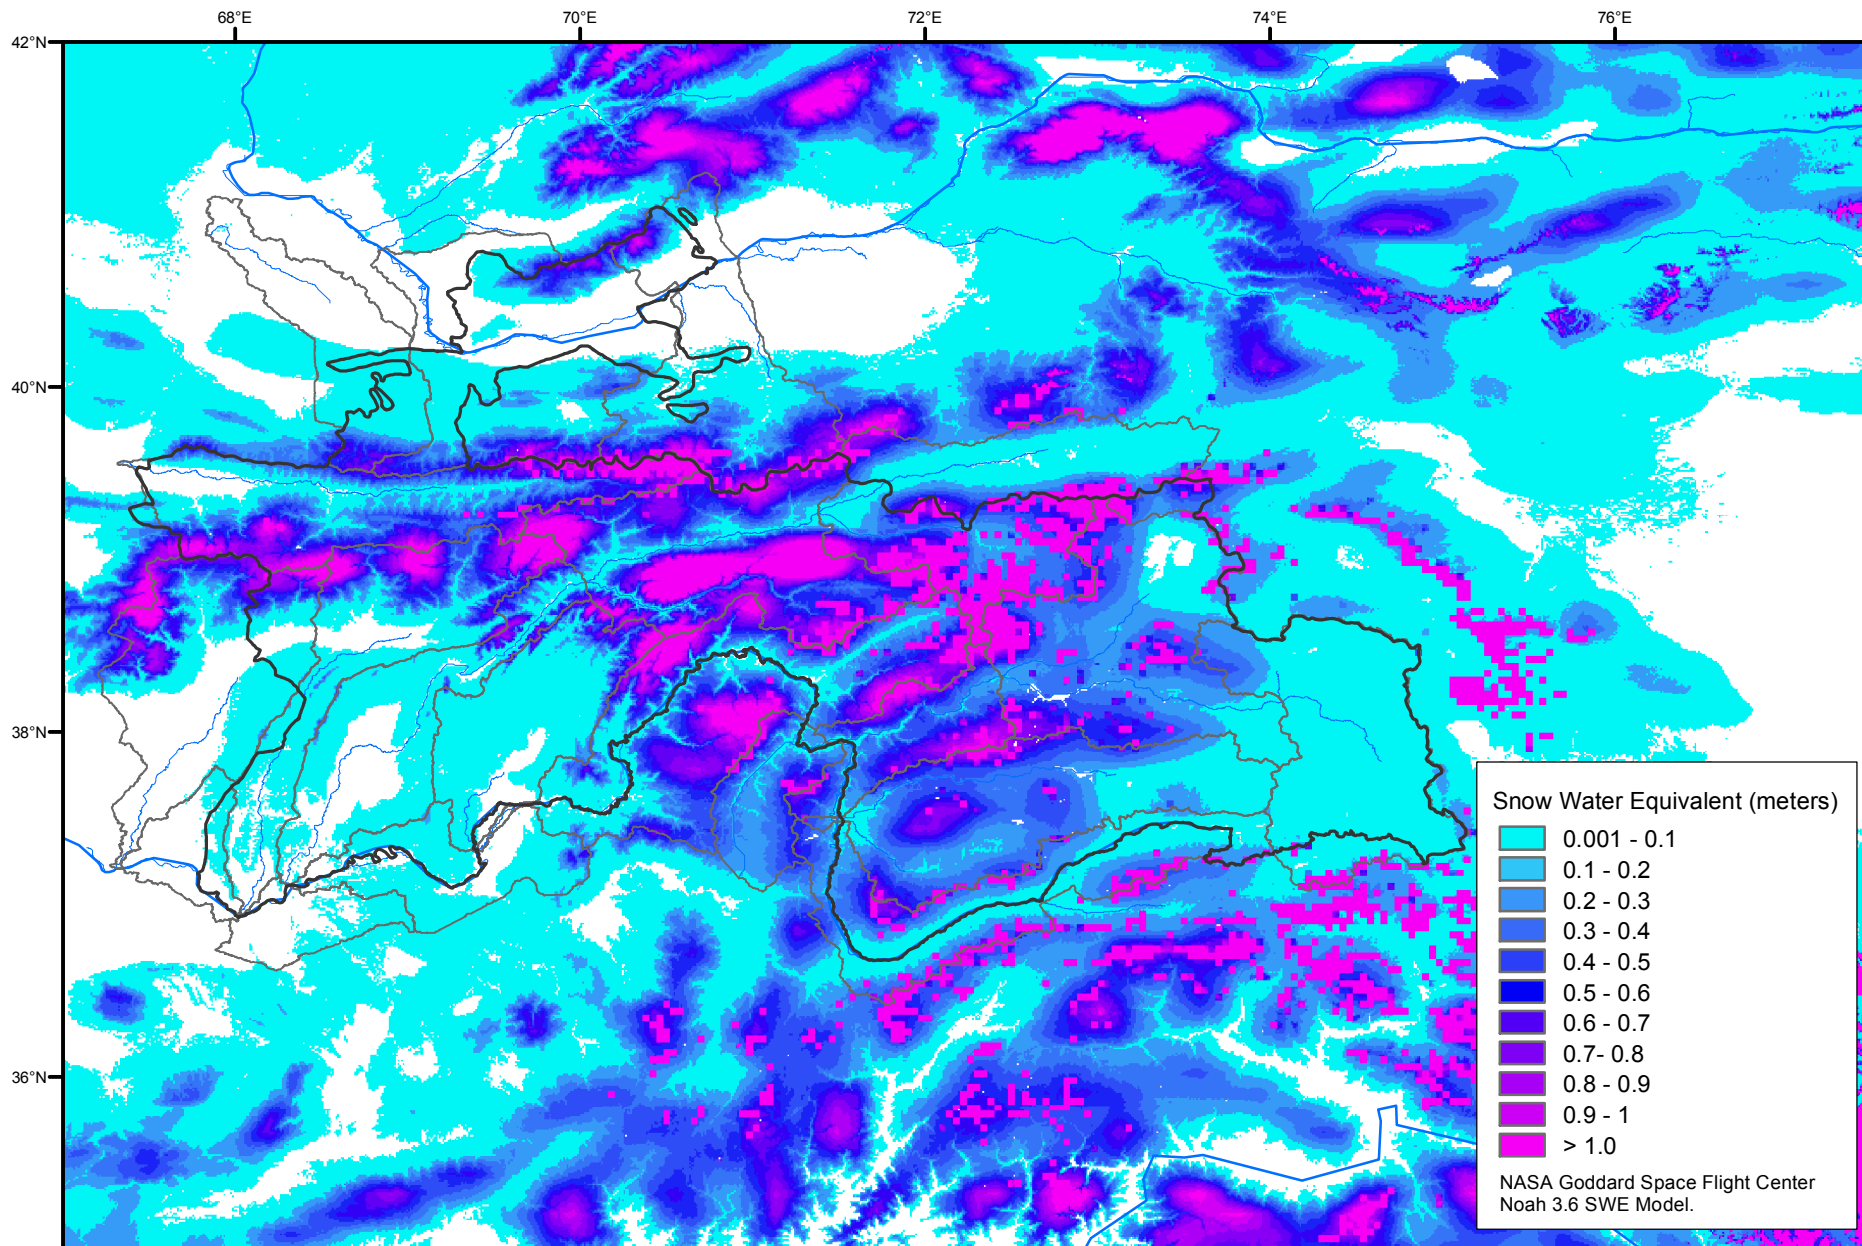 68°E
70°E
72°E
74°E
76°E
42°N
40°N
38°N
36°N
Snow Water Equivalent (meters)
0.001 - 0.1
0.1 - 0.2
0.2 - 0.3
0.3 - 0.4
0.4 - 0.5
0.5 - 0.6
0.6 - 0.7
0.7- 0.8
0.8 - 0.9
0.9 - 1
> 1.0
NASA Goddard Space Flight Center
Noah 3.6 SWE Model.